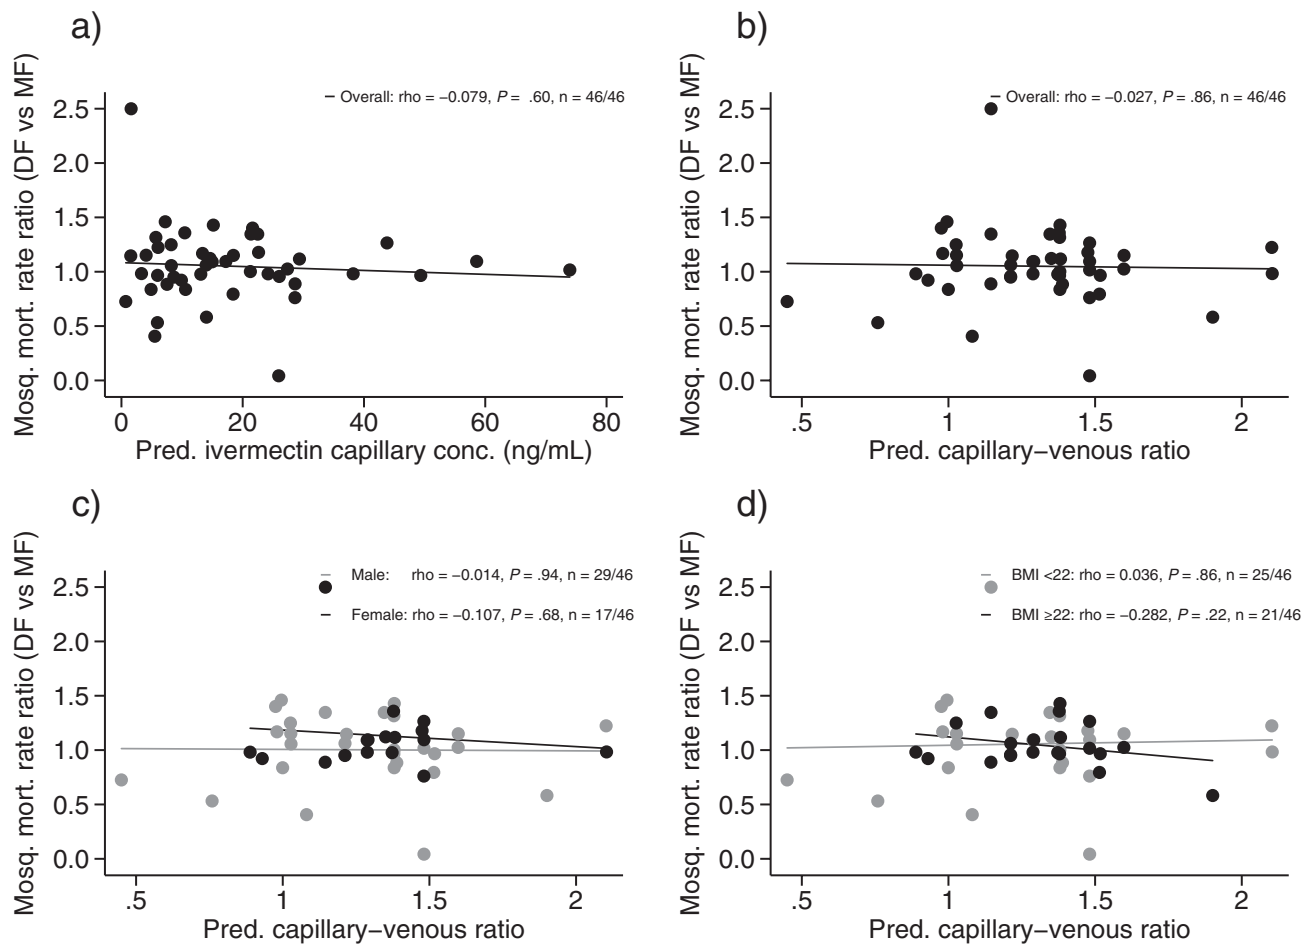 a)
Mosq. mort. rate ratio (DF vs MF)
Overall: rho = −0.079, P = .60, n = 46/46
2.5
2.0
1.5
1.0
0.5
0.0
0 20 40 60 80
Pred. ivermectin capillary conc. (ng/mL)
b)
Mosq. mort. rate ratio (DF vs MF)
Overall: rho = −0.027, P = .86, n = 46/46
2.5
2.0
1.5
1.0
0.5
0.0
.5 1 1.5 2
Pred. capillary−venous ratio
c)
Mosq. mort. rate ratio (DF vs MF)
Male: rho = −0.014, P = .94, n = 29/46
Female: rho = −0.107, P = .68, n = 17/46
2.5
2.0
1.5
1.0
0.5
0.0
.5 1 1.5 2
Pred. capillary−venous ratio
d)
Mosq. mort. rate ratio (DF vs MF)
BMI <22: rho = 0.036, P = .86, n = 25/46
BMI ≥22: rho = −0.282, P = .22, n = 21/46
2.5
2.0
1.5
1.0
0.5
0.0
.5 1 1.5 2
Pred. capillary−venous ratio